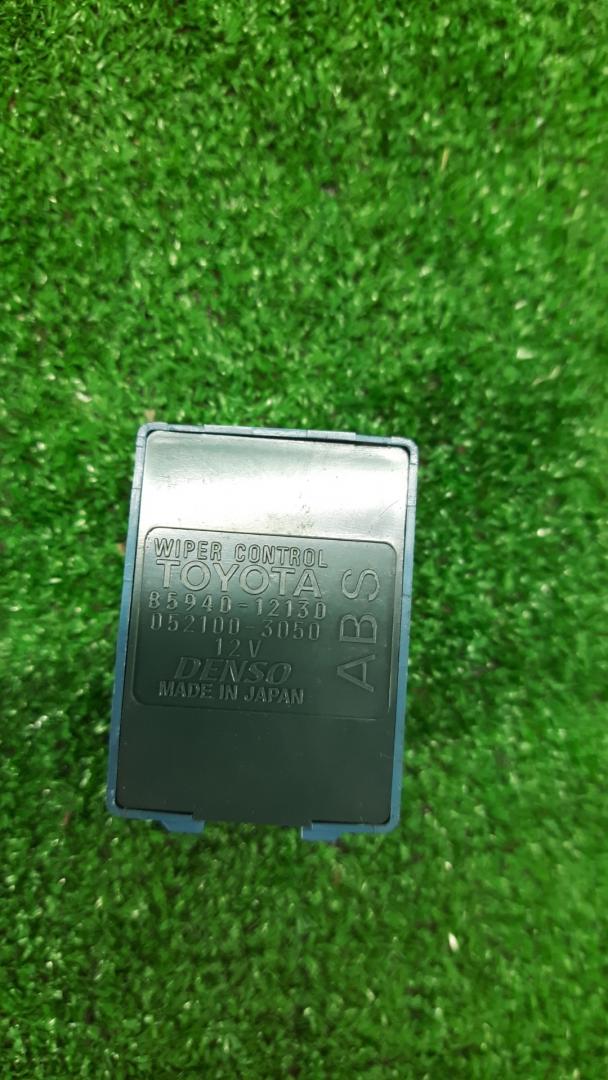 WIPER CONTROL
TOYOTA
85940-12130
052100-3050
12V
DENSO
MADE IN JAPAN
ABS